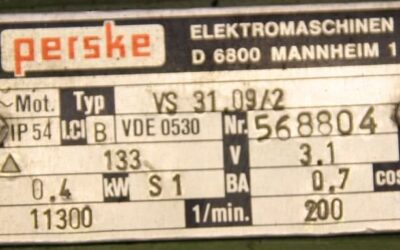 perske ELEKTROMASCHINEN
D 6800 MANNHEIM 1
~Mot. Typ VS 31.09/2
IP 54 I.Cl B VDE 0530 Nr. 568804
△ 133 V 3.1
0.4 kW S 1 BA 0.7 cos
11300 1/min. 200